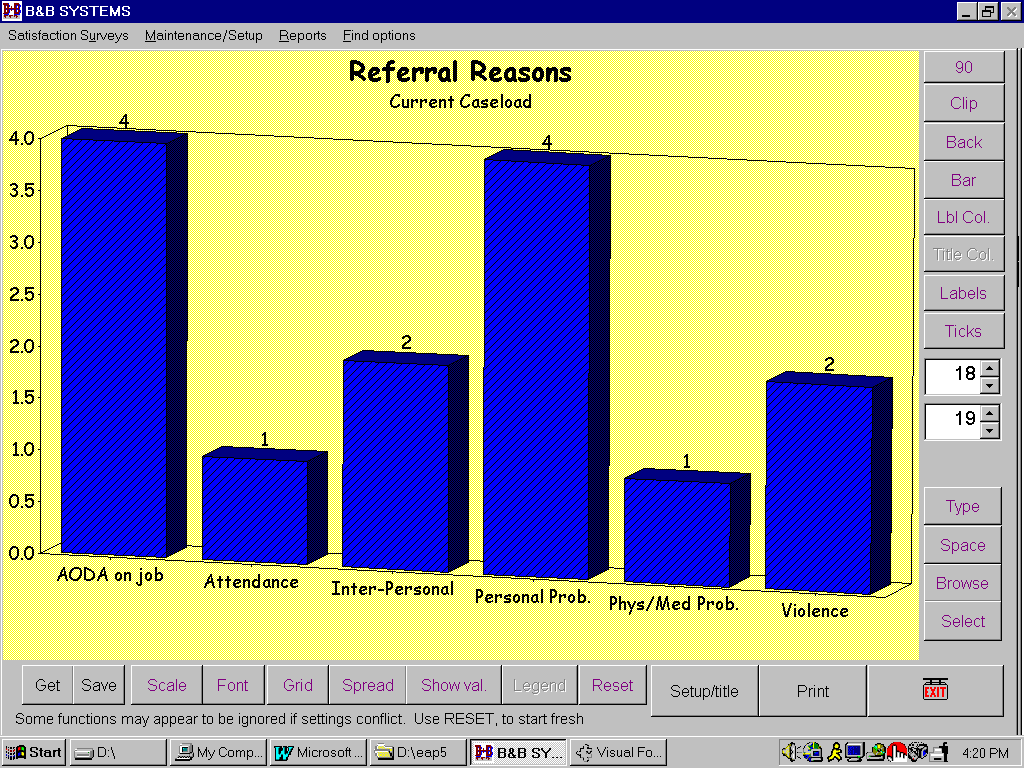 B&B SYSTEMS
Satisfaction Surveys Maintenance/Setup Reports Find options
Referral Reasons
Current Caseload
4.0
3.5
3.0
2.5
2.0
1.5
1.0
0.5
0.0
4
1
2
4
1
2
AODA on job
Attendance
Inter-Personal
Personal Prob.
Phys/Med Prob.
Violence
90
Clip
Back
Bar
Lbl Col.
Title Col.
Labels
Ticks
18
19
Type
Space
Browse
Select
Get Save Scale Font Grid Spread Show val. Legend Reset Setup/title Print EXIT
Some functions may appear to be ignored if settings conflict. Use RESET, to start fresh
Start D:\ My Comp... Microsoft ... D:\eap5 B&B SY... Visual Fo... 4:20 PM